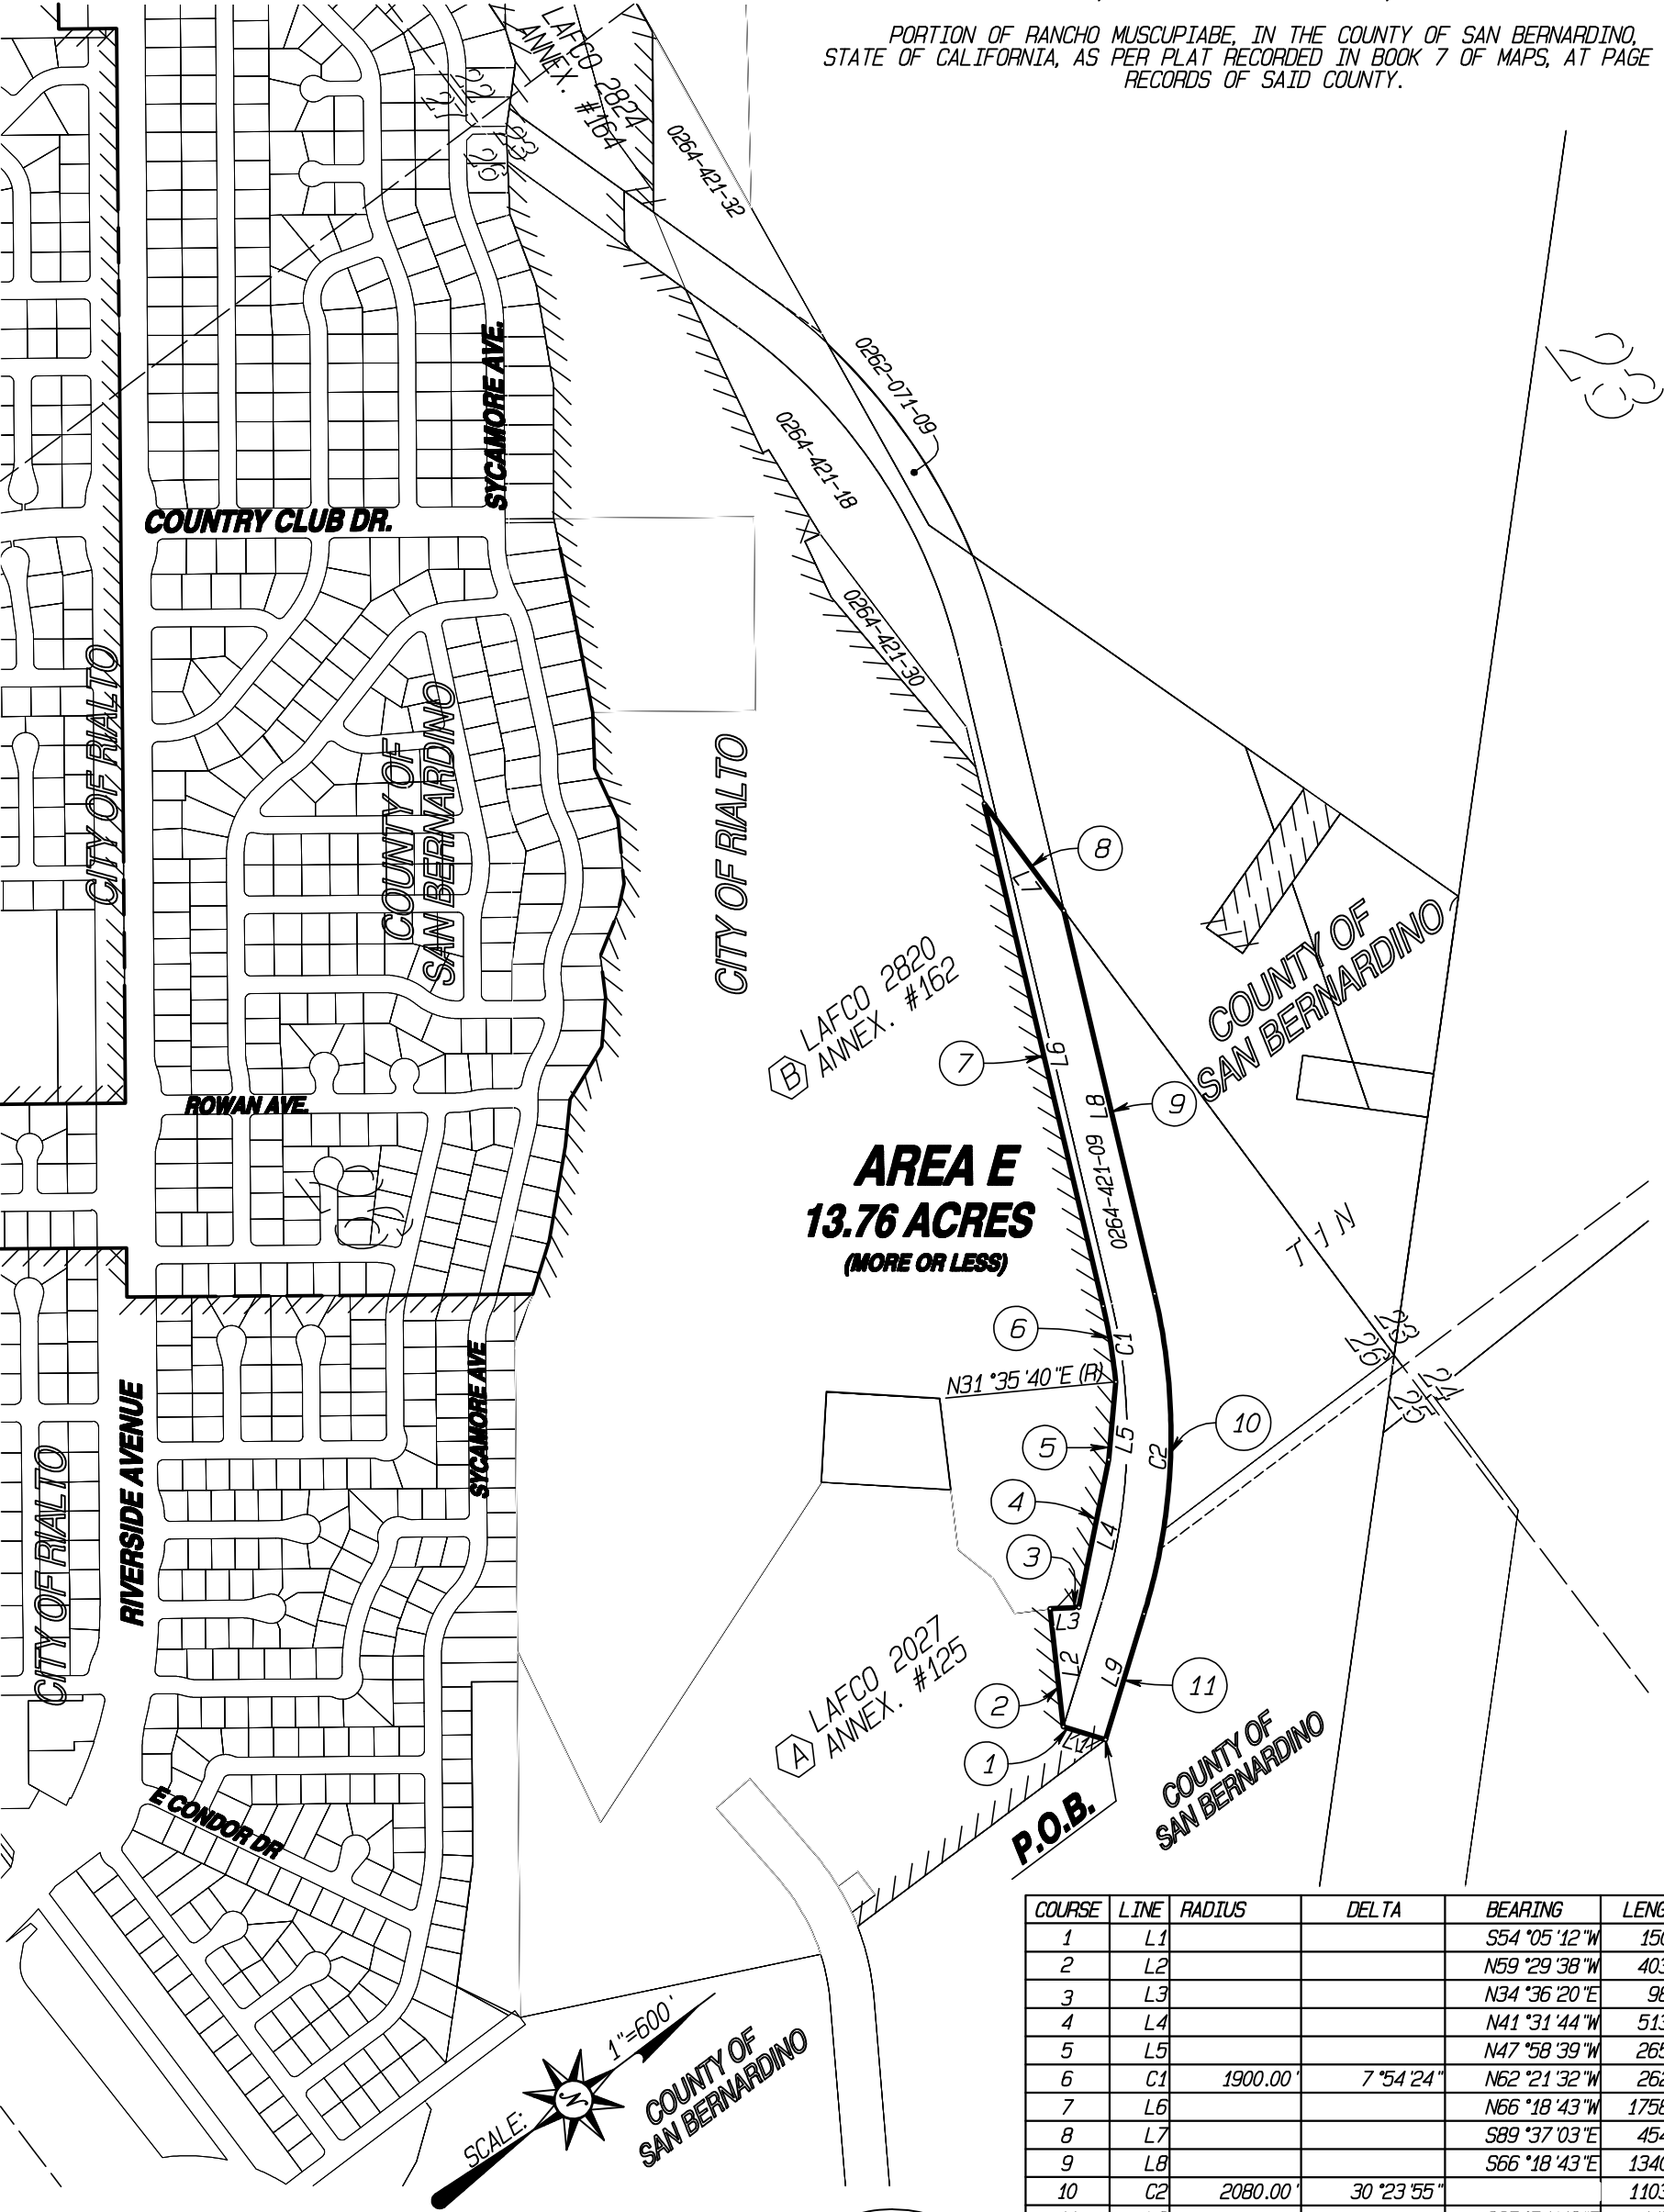 PORTION OF RANCHO MUSCUPIABE, IN THE COUNTY OF SAN BERNARDINO,
STATE OF CALIFORNIA, AS PER PLAT RECORDED IN BOOK 7 OF MAPS, AT PAGE
RECORDS OF SAID COUNTY.
LAFCO 2824
ANNEX. #164
22
27
23
26
0264-421-32
0262-071-09
23
0264-421-18
0264-421-30
SYCAMORE AVE.
COUNTRY CLUB DR.
CITY OF RIALTO
COUNTY OF
SAN BERNARDINO
CITY OF RIALTO
8
L7
B
LAFCO 2820
ANNEX. #162
7
L6
L8
9
COUNTY OF
SAN BERNARDINO
ROWAN AVE.
AREA E
13.76 ACRES
(MORE OR LESS)
0264-421-09
T 1 N
6
C1
N31°35'40"E (R)
5
L5
C2
10
4
L4
3
L3
23
26
24
25
RIVERSIDE AVENUE
SYCAMORE AVE
CITY OF RIALTO
A
LAFCO 2027
ANNEX. #125
2
L2
L9
11
1
L1
P.O.B.
COUNTY OF
SAN BERNARDINO
E CONDOR DR
SCALE:
N
1"=600'
COUNTY OF
SAN BERNARDINO
COURSE LINE RADIUS DELTA BEARING
1 L1 S54°05'12"W
2 L2 N59°29'38"W
3 L3 N34°36'20"E
4 L4 N41°31'44"W
5 L5 N47°58'39"W
6 C1 1900.00' 7°54'24" N62°21'32"W
7 L6 N66°18'43"W
8 L7 S89°37'03"E
9 L8 S66°18'43"E
10 C2 2080.00' 30°23'55"